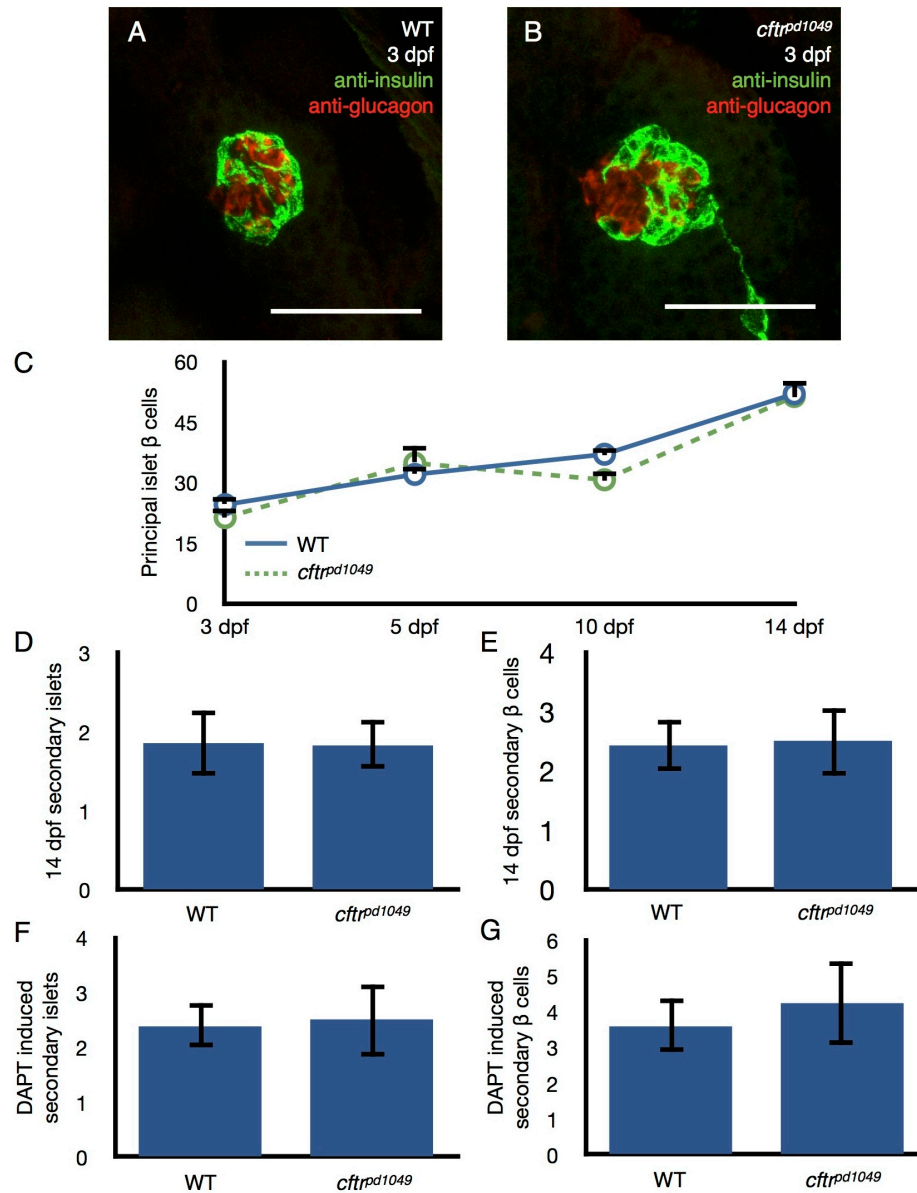 A
WT
3 dpf
anti-insulin
anti-glucagon
B
cftrpd1049
3 dpf
anti-insulin
anti-glucagon
C
Principal islet β cells
60
45
30
15
0
WT
cftrpd1049
3 dpf
5 dpf
10 dpf
14 dpf
D
14 dpf secondary islets
3
2
1
0
WT
cftrpd1049
E
14 dpf secondary β cells
4
3
2
1
0
WT
cftrpd1049
F
DAPT induced
secondary islets
4
3
2
1
0
WT
cftrpd1049
G
DAPT induced
secondary β cells
6
5
4
3
2
1
0
WT
cftrpd1049